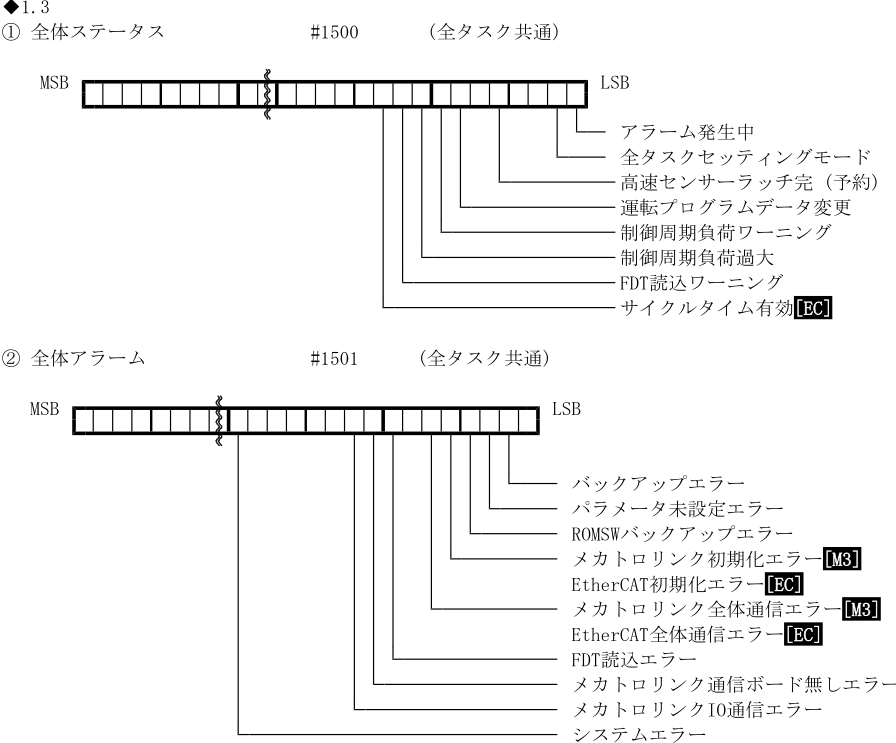 ◆1.3
① 全体ステータス #1500 （全タスク共通）
MSB LSB
アラーム発生中
全タスクセッティングモード
高速センサーラッチ完（予約）
運転プログラムデータ変更
制御周期負荷ワーニング
制御周期負荷過大
FDT読込ワーニング
サイクルタイム有効[EC]
② 全体アラーム #1501 （全タスク共通）
MSB LSB
バックアップエラー
パラメータ未設定エラー
ROMSWバックアップエラー
メカトロリンク初期化エラー[M3]
EtherCAT初期化エラー[EC]
メカトロリンク全体通信エラー[M3]
EtherCAT全体通信エラー[EC]
FDT読込エラー
メカトロリンク通信ボード無しエラー
メカトロリンクIO通信エラー
システムエラー